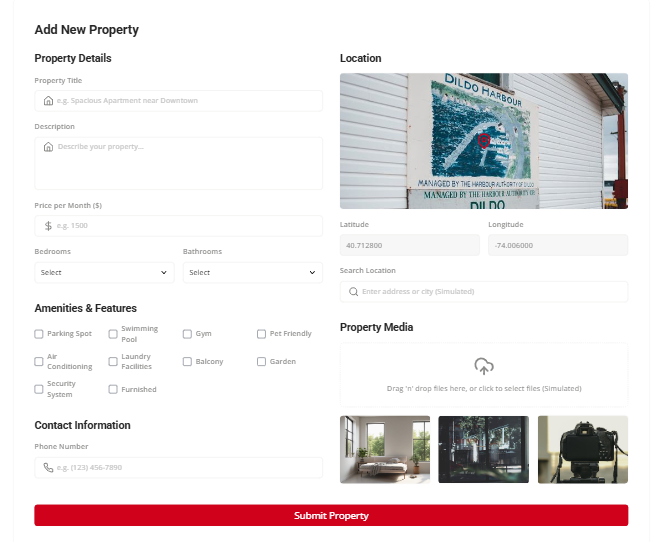 Add New Property
Property Details
Property Title
e.g. Spacious Apartment near Downtown
Description
Describe your property...
Price per Month ($)
$ e.g. 1500
Bedrooms
Bathrooms
Select
Select
Amenities & Features
Parking Spot
Swimming
Pool
Gym
Pet Friendly
Air
Conditioning
Laundry
Facilities
Balcony
Garden
Security
System
Furnished
Contact Information
Phone Number
e.g. (123) 456-7890
Location
DILDO HARBOUR
MANAGED BY THE HARBOUR AUTHORITY OF DILDO
MANAGED BY THE HARBOUR AUTHORITY OF
DILDO
Latitude
Longitude
40.712800
-74.006000
Search Location
Enter address or city (Simulated)
Property Media
Drag 'n' drop files here, or click to select files (Simulated)
Submit Property